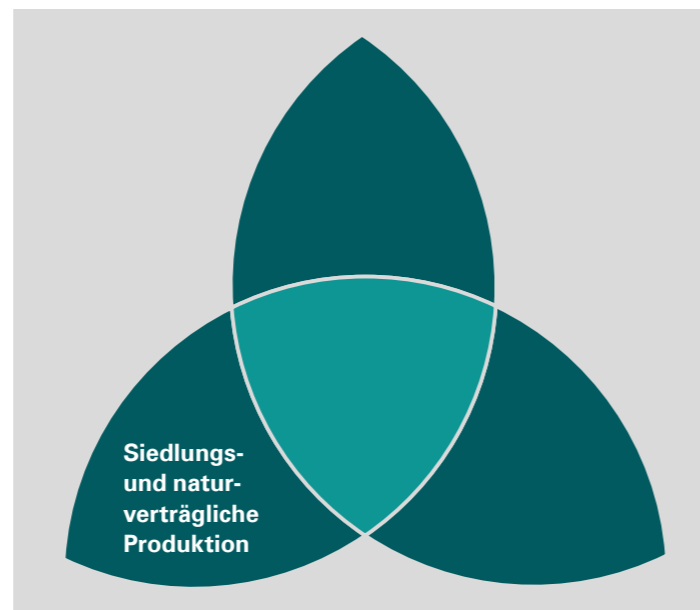 Siedlungs-
und natur-
verträgliche
Produktion